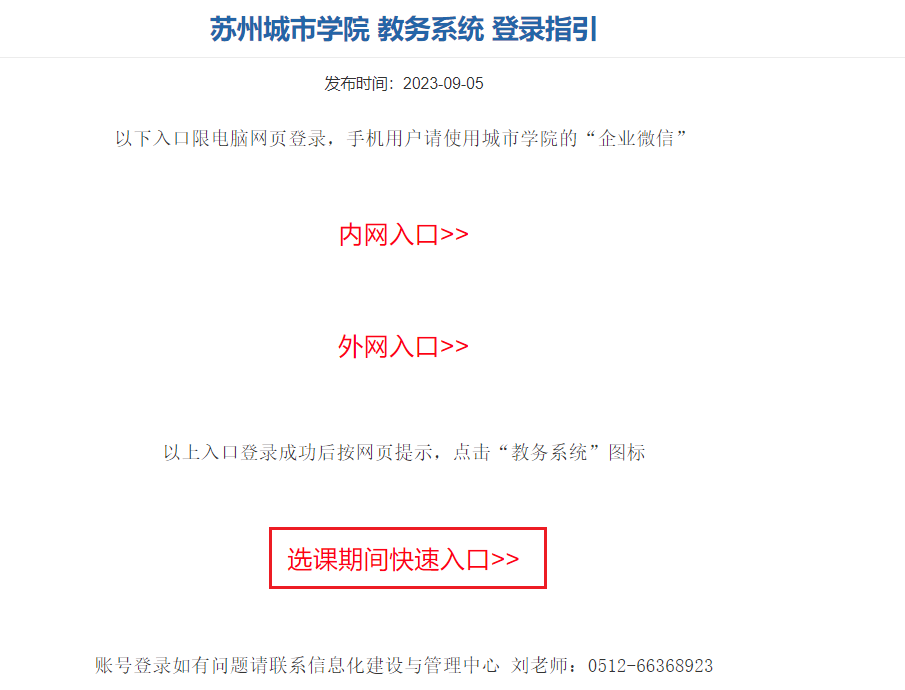 苏州城市学院 教务系统 登录指引
发布时间：2023-09-05
以下入口限电脑网页登录，手机用户请使用城市学院的“企业微信”
内网入口>>
外网入口>>
以上入口登录成功后按网页提示，点击“教务系统”图标
选课期间快速入口>>
账号登录如有问题请联系信息化建设与管理中心 刘老师：0512-66368923